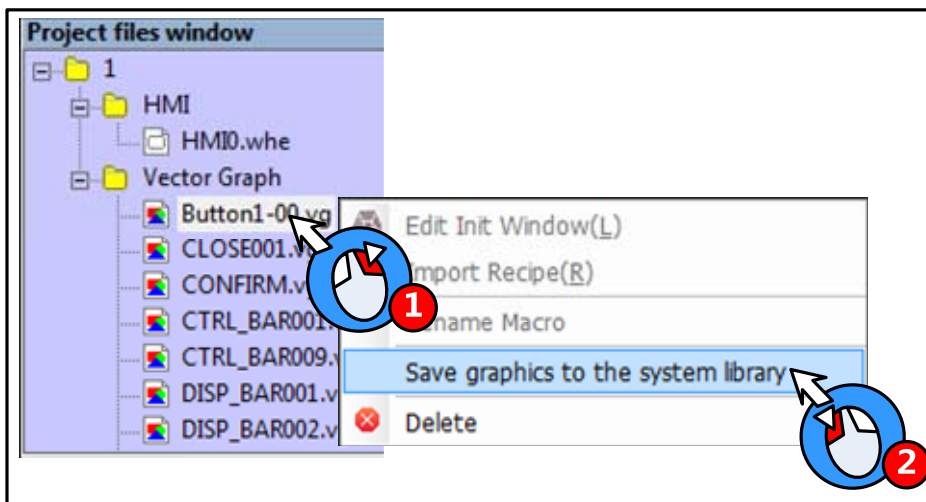 Project files window
1
HMI
HMI0.whe
Vector Graph
Button1-00.vg
CLOSE001.v
CONFIRM.v
CTRL_BAR001.
CTRL_BAR009.
DISP_BAR001.v
DISP_BAR002.v
Edit Init Window(L)
Import Recipe(R)
Rename Macro
Save graphics to the system library
Delete
1
2